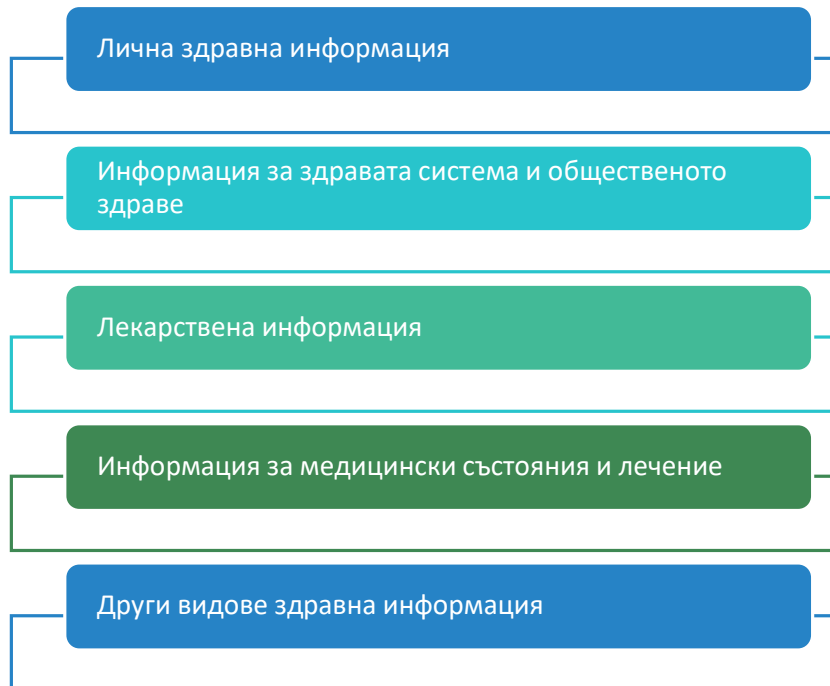 Лична здравна информация
Информация за здравата система и общественото
здраве
Лекарствена информация
Информация за медицински състояния и лечение
Други видове здравна информация